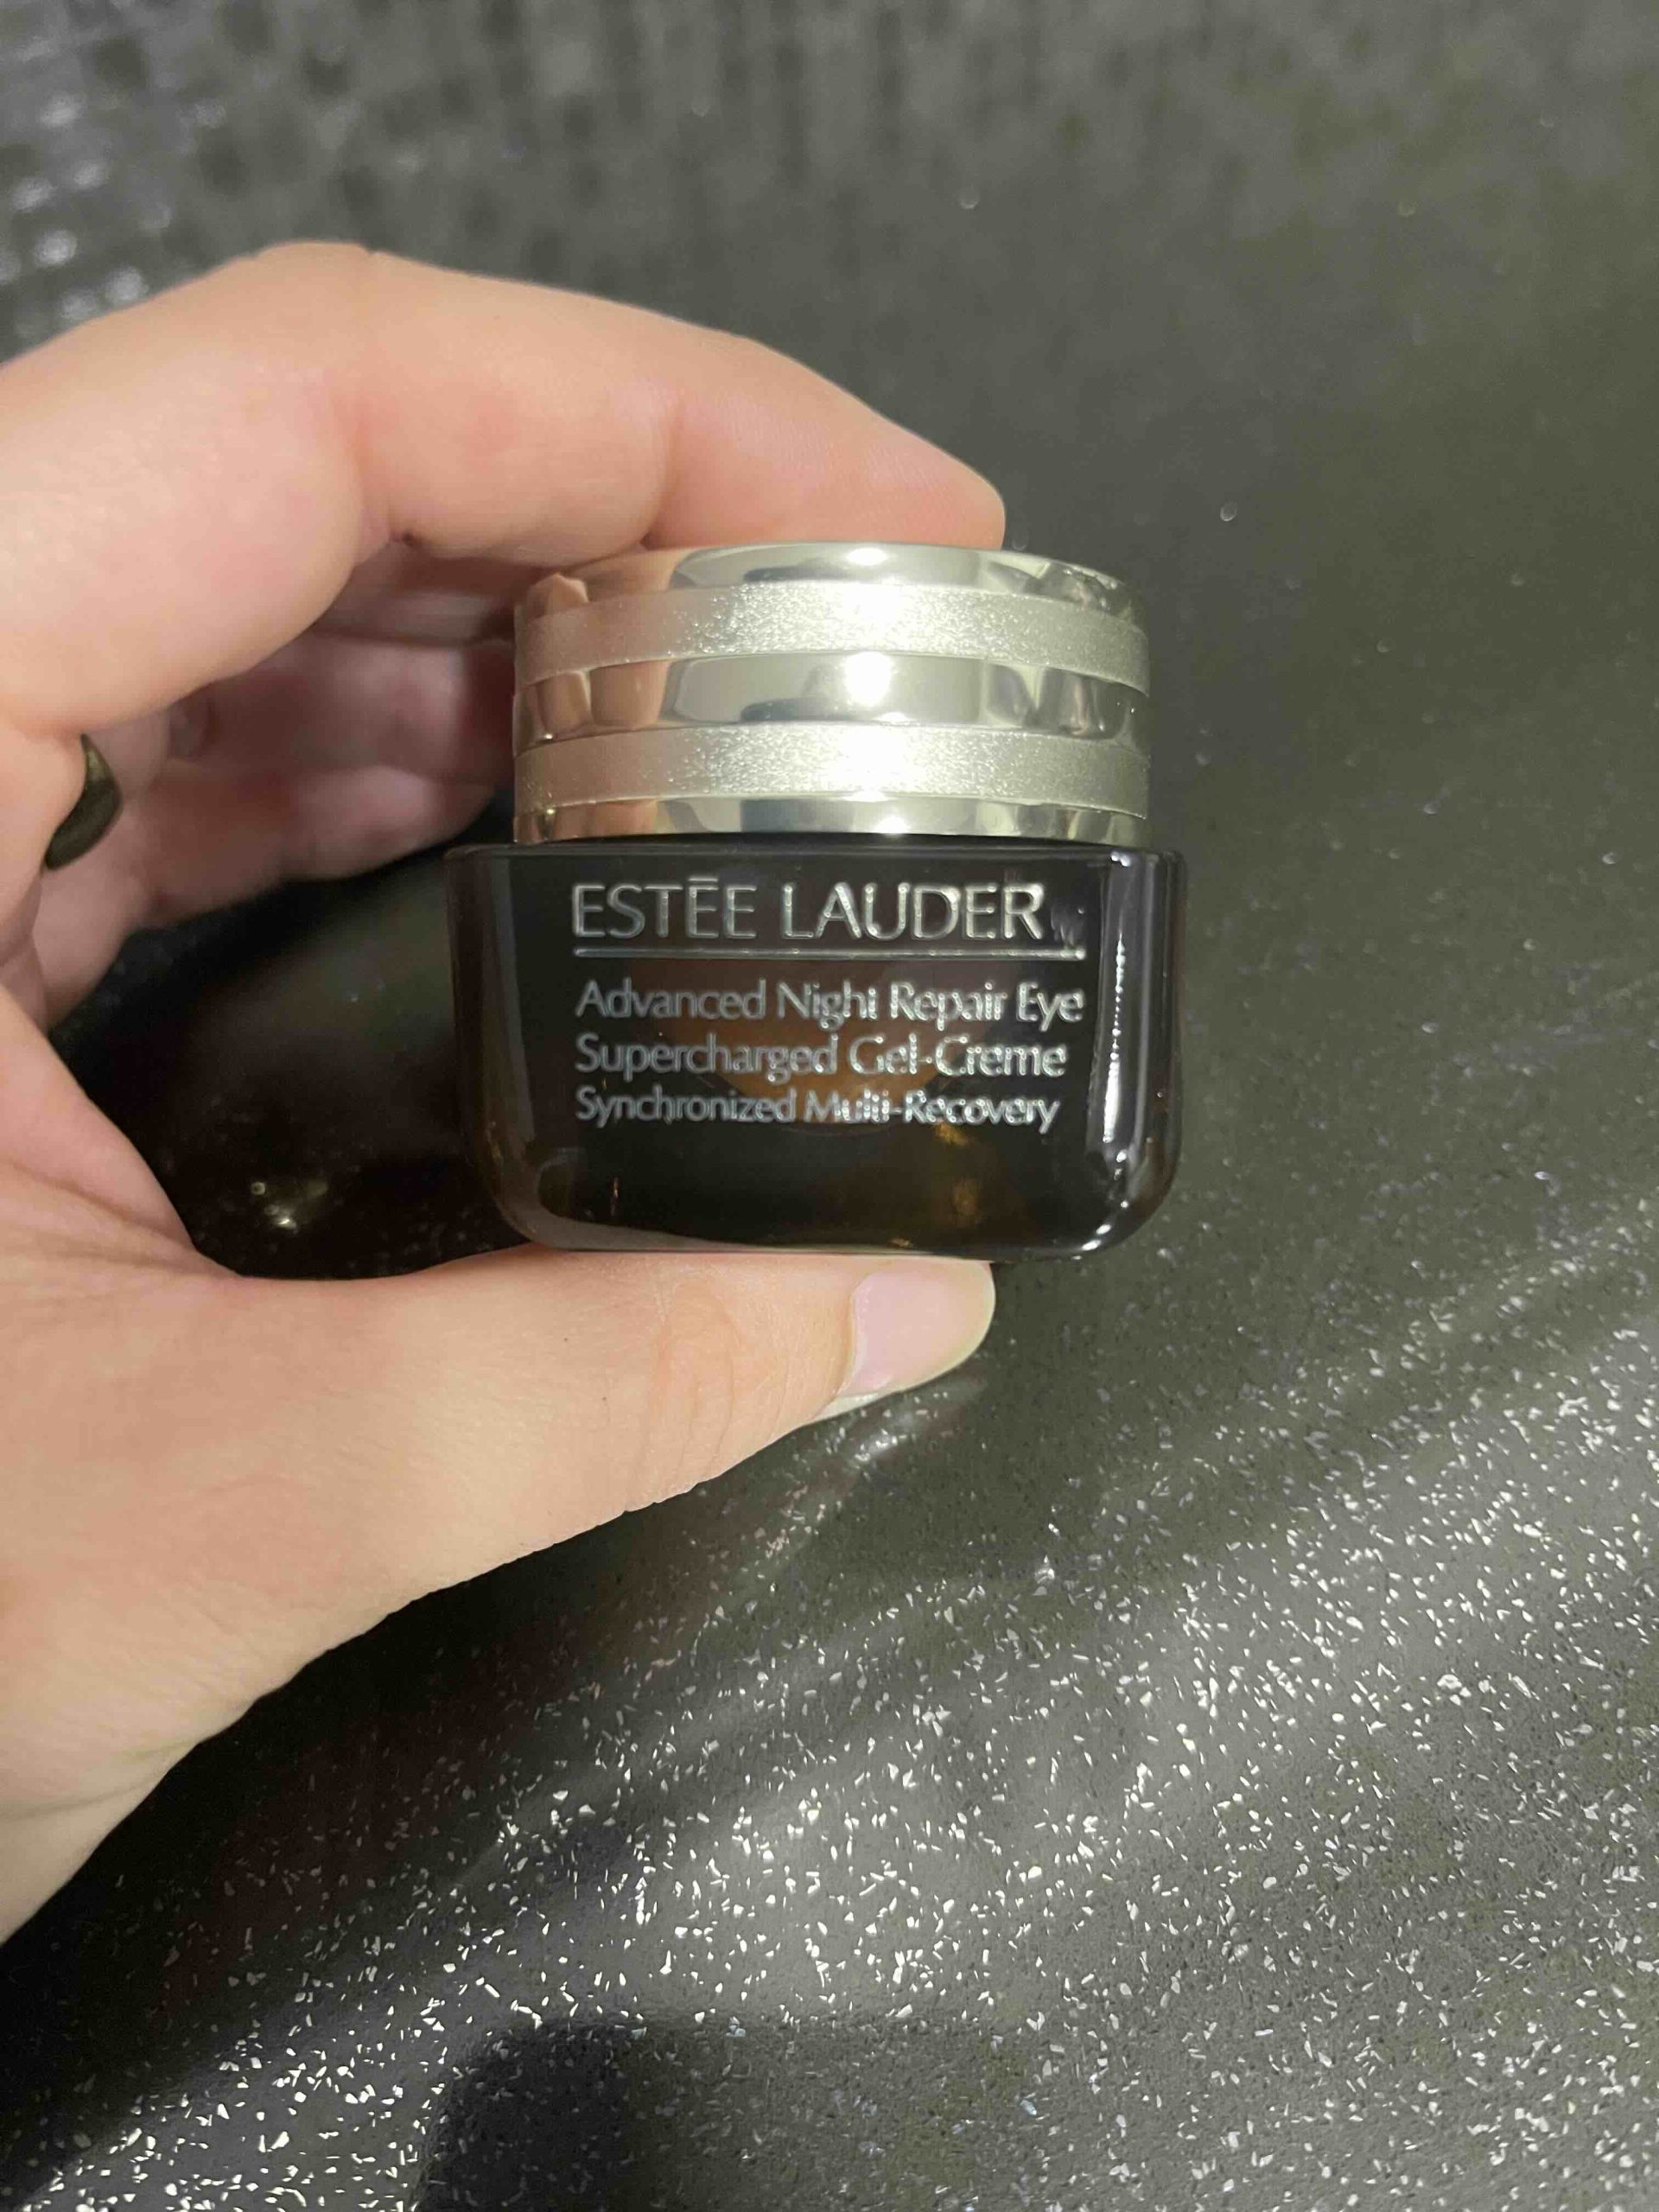 ESTĒE LAUDER
Advanced Night Repair Eye
Supercharged Gel-Creme
Synchronized Multi-Recovery